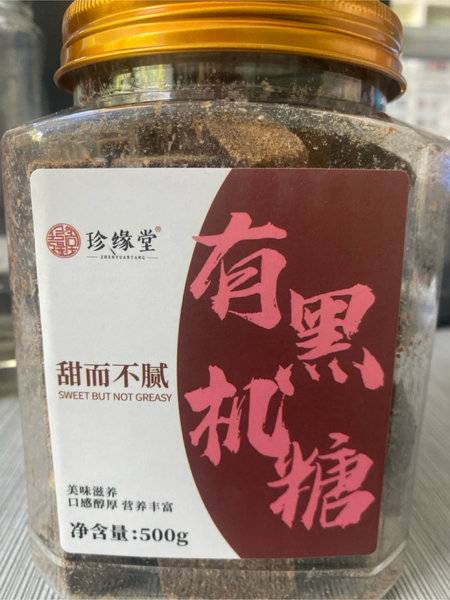 珍缘堂®
ZHENYUANTANG
甜而不腻
SWEET BUT NOT GREASY
美味滋养
口感醇厚 营养丰富
净含量:500g
有机
黑糖